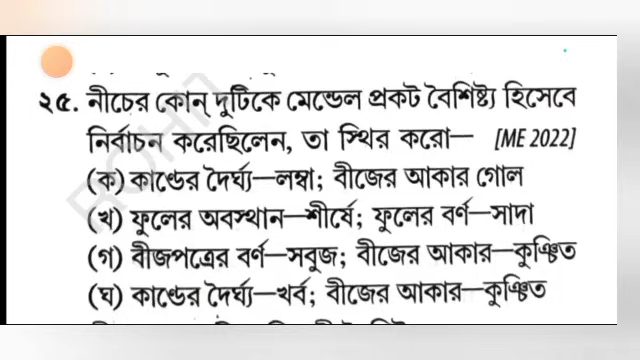 ২৫. নীচের কোন্ দুটিকে মেন্ডেল প্রকট বৈশিষ্ট্য হিসেবে
নির্বাচন করেছিলেন, তা স্থির করো— [ME 2022]
(ক) কাণ্ডের দৈর্ঘ্য—লম্বা; বীজের আকার গোল
(খ) ফুলের অবস্থান—শীর্ষে; ফুলের বর্ণ—সাদা
(গ) বীজপত্রের বর্ণ—সবুজ; বীজের আকার—কুঞ্চিত
(ঘ) কাণ্ডের দৈর্ঘ্য—খর্ব; বীজের আকার—কুঞ্চিত